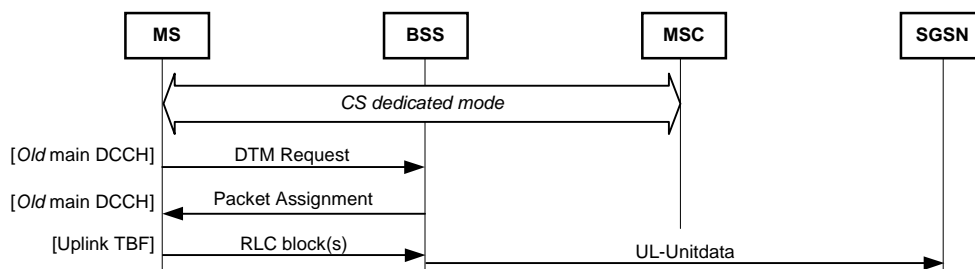 MS BSS MSC SGSN
CS dedicated mode
[Old main DCCH] DTM Request
[Old main DCCH] Packet Assignment
[Uplink TBF] RLC block(s) UL-Unitdata